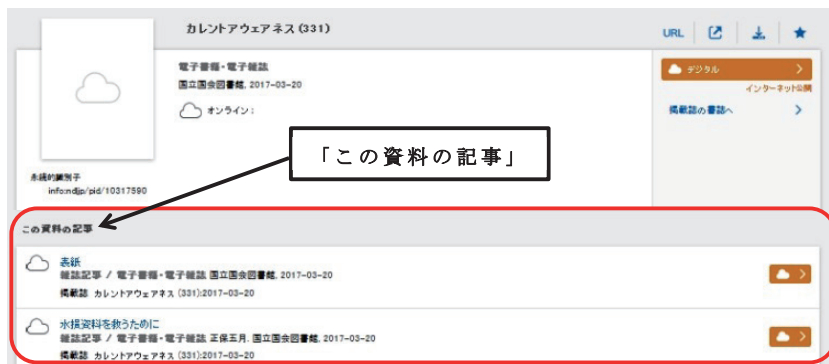 カレントアウェアネス (331)
URL
電子書籍・電子雑誌
国立国会図書館, 2017-03-20
オンライン :
デジタル
インターネット公開
掲載誌の書誌へ
「この資料の記事」
永続的識別子
info:ndljp/pid/10317590
この資料の記事
表紙
雑誌記事 / 電子書籍・電子雑誌 国立国会図書館, 2017-03-20
掲載誌 カレントアウェアネス (331):2017-03-20
水損資料を救うために
雑誌記事 / 電子書籍・電子雑誌 正保五月. 国立国会図書館, 2017-03-20
掲載誌 カレントアウェアネス (331):2017-03-20